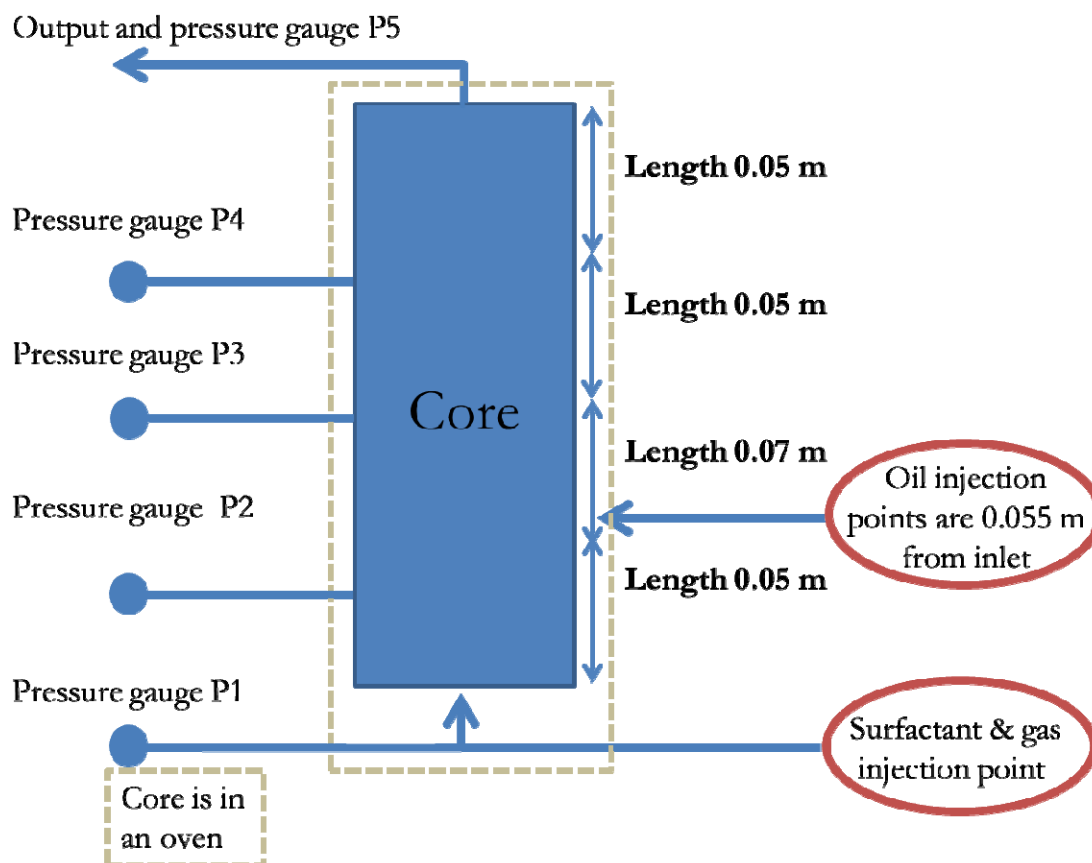 Output and pressure gauge P5
Length 0.05 m
Pressure gauge P4
Length 0.05 m
Pressure gauge P3
Core
Length 0.07 m
Oil injection
points are 0.055 m
from inlet
Pressure gauge P2
Length 0.05 m
Pressure gauge P1
Surfactant & gas
injection point
Core is in
an oven